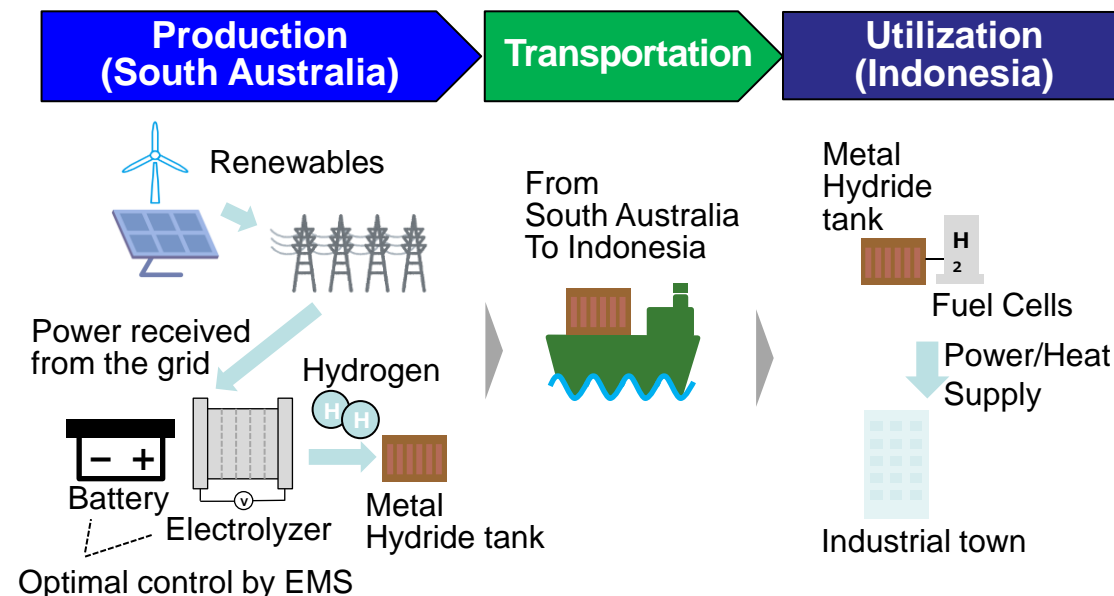 Production
(South Australia)
Transportation
Utilization
(Indonesia)
Renewables
Power received
from the grid
Hydrogen
H
H
− +
Battery
V
Electrolyzer
Metal
Hydride tank
Optimal control by EMS
From
South Australia
To Indonesia
Metal
Hydride
tank
H
2
Fuel Cells
Power/Heat
Supply
Industrial town